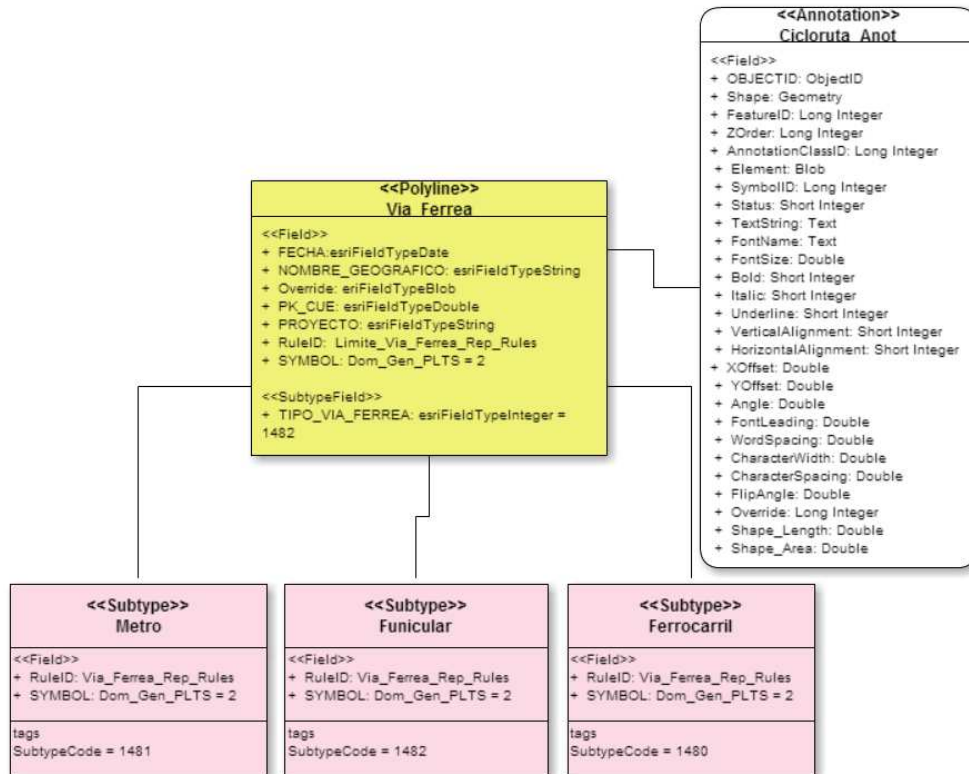 <<Annotation>>
Cicloruta_Anot
<<Field>>
+ OBJECTID: ObjectID
+ Shape: Geometry
+ FeatureID: Long Integer
+ ZOrder: Long Integer
+ AnnotationClassID: Long Integer
+ Element: Blob
+ SymbolID: Long Integer
+ Status: Short Integer
+ TextString: Text
+ FontName: Text
+ FontSize: Double
+ Bold: Short Integer
+ Italic: Short Integer
+ Underline: Short Integer
+ VerticalAlignment: Short Integer
+ HorizontalAlignment: Short Integer
+ XOffset: Double
+ YOffset: Double
+ Angle: Double
+ FontLeading: Double
+ WordSpacing: Double
+ CharacterWidth: Double
+ CharacterSpacing: Double
+ FlipAngle: Double
+ Override: Long Integer
+ Shape_Length: Double
+ Shape_Area: Double
<<Polyline>>
Via_Ferrea
<<Field>>
+ FECHA:esriFieldTypeDate
+ NOMBRE_GEOGRAFICO: esriFieldTypeString
+ Override: eriFieldTypeBlob
+ PK_CUE: esriFieldTypeDouble
+ PROYECTO: esriFieldTypeString
+ RuleID: Limite_Via_Ferrea_Rep_Rules
+ SYMBOL: Dom_Gen_PLTS = 2
<<SubtypeField>>
+ TIPO_VIA_FERREA: esriFieldTypeInteger =
1482
<<Subtype>>
Metro
<<Field>>
+ RuleID: Via_Ferrea_Rep_Rules
+ SYMBOL: Dom_Gen_PLTS = 2
tags
SubtypeCode = 1481
<<Subtype>>
Funicular
<<Field>>
+ RuleID: Via_Ferrea_Rep_Rules
+ SYMBOL: Dom_Gen_PLTS = 2
tags
SubtypeCode = 1482
<<Subtype>>
Ferrocarril
<<Field>>
+ RuleID: Via_Ferrea_Rep_Rules
+ SYMBOL: Dom_Gen_PLTS = 2
tags
SubtypeCode = 1480